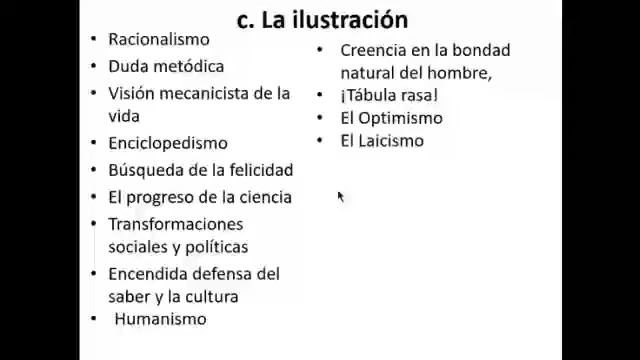 c. La ilustración
• Racionalismo
• Duda metódica
• Visión mecanicista de la
vida
• Enciclopedismo
• Búsqueda de la felicidad
• El progreso de la ciencia
• Transformaciones
sociales y políticas
• Encendida defensa del
saber y la cultura
• Humanismo
• Creencia en la bondad
natural del hombre,
• ¡Tábula rasa!
• El Optimismo
• El Laicismo